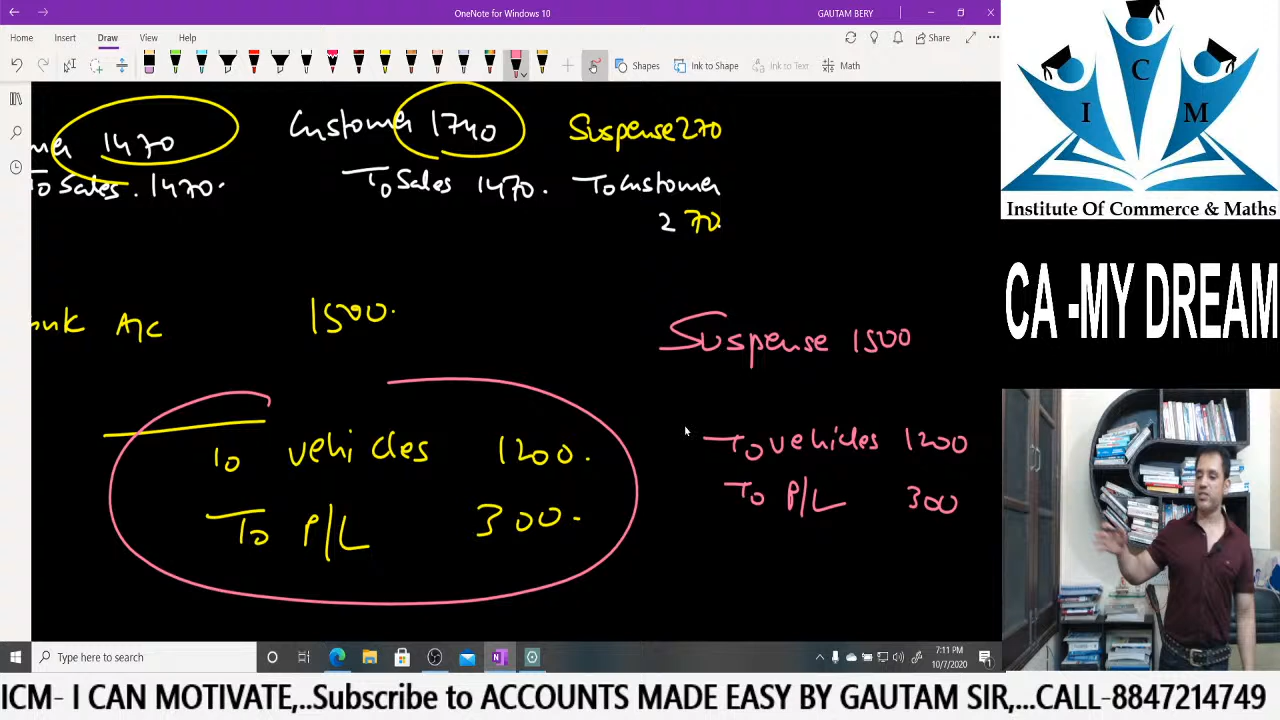 OneNote for Windows 10
GAUTAM BERY
Home Insert Draw View Help
Share
Shapes
Ink to Shape
Ink to Text
Math
1470
To Sales . 1470.
Customer 1740
To Sales 1470.
Suspense 270
To Customer
270.
A/c 1500.
To vehicles 1200.
To P/L 300.
Suspense 1500
To vehicles 1200
To P/L 300
I C M
Institute Of Commerce & Maths
CA -MY DREAM
Type here to search
7:11 PM
10/7/2020
ICM- I CAN MOTIVATE,..Subscribe to ACCOUNTS MADE EASY BY GAUTAM SIR,...CALL-8847214749